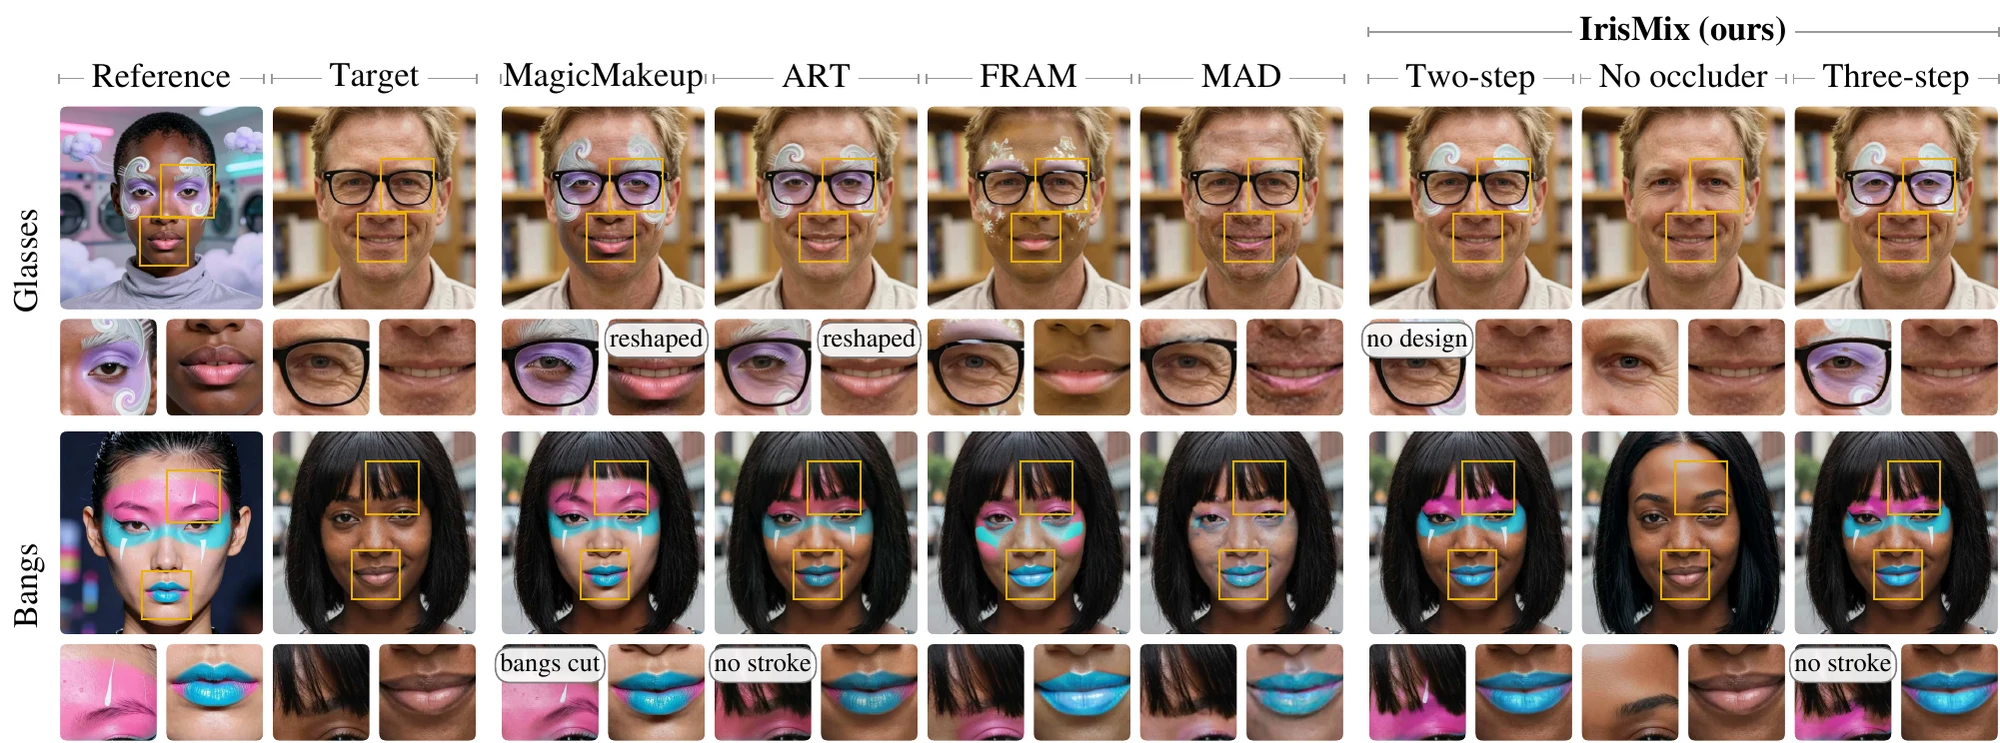 IrisMix (ours)
Reference Target MagicMakeup ART FRAM MAD Two-step No occluder Three-step
Glasses
reshaped reshaped no design
Bangs
bangs cut no stroke no stroke